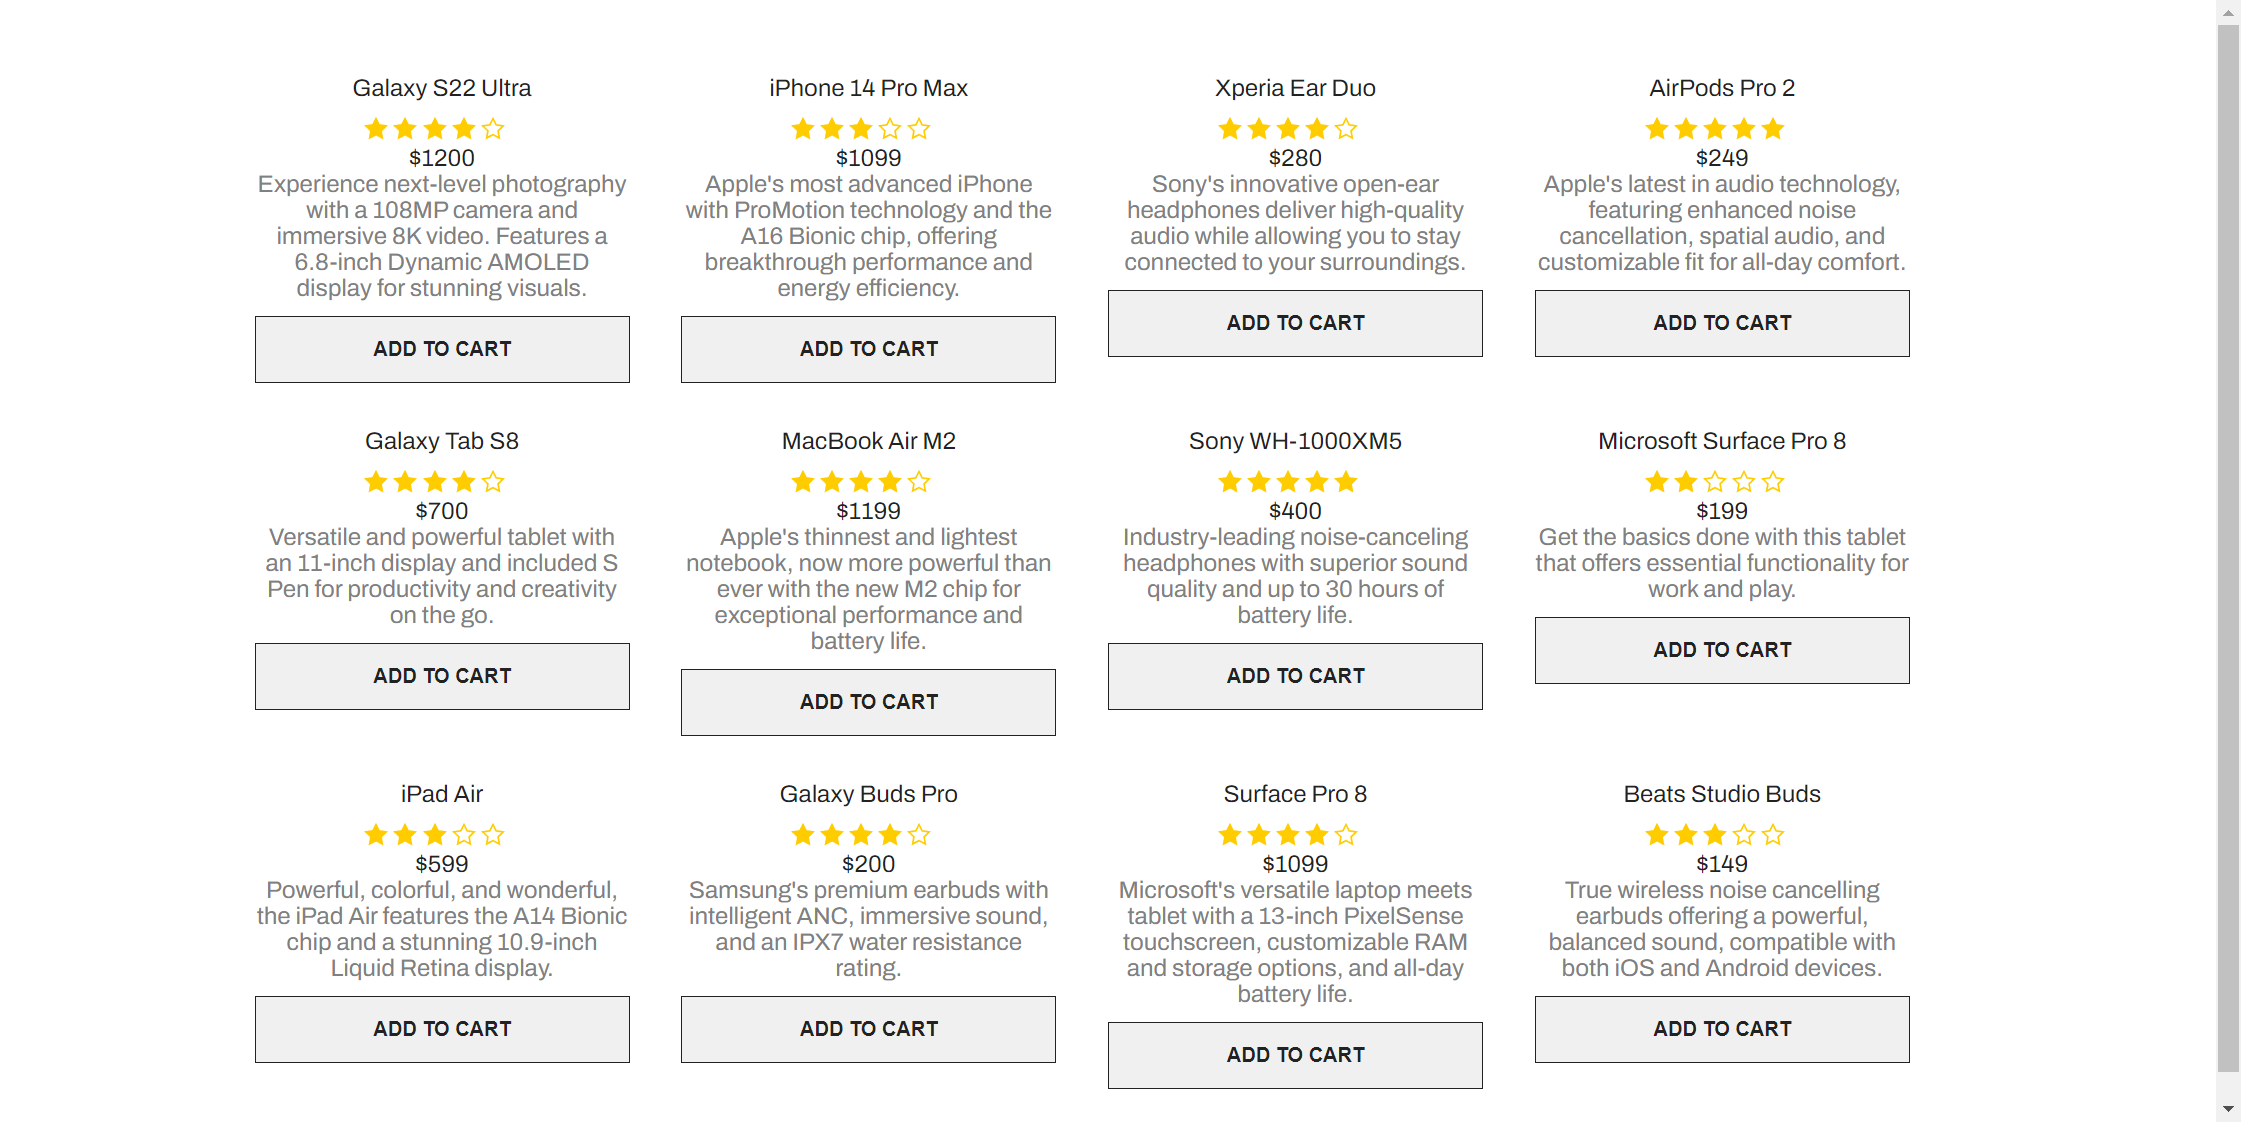 Galaxy S22 Ultra
$1200
Experience next-level photography
with a 108MP camera and
immersive 8K video. Features a
6.8-inch Dynamic AMOLED
display for stunning visuals.
ADD TO CART
iPhone 14 Pro Max
$1099
Apple's most advanced iPhone
with ProMotion technology and the
A16 Bionic chip, offering
breakthrough performance and
energy efficiency.
ADD TO CART
Xperia Ear Duo
$280
Sony's innovative open-ear
headphones deliver high-quality
audio while allowing you to stay
connected to your surroundings.
ADD TO CART
AirPods Pro 2
$249
Apple's latest in audio technology,
featuring enhanced noise
cancellation, spatial audio, and
customizable fit for all-day comfort.
ADD TO CART
Galaxy Tab S8
$700
Versatile and powerful tablet with
an 11-inch display and included S
Pen for productivity and creativity
on the go.
ADD TO CART
MacBook Air M2
$1199
Apple's thinnest and lightest
notebook, now more powerful than
ever with the new M2 chip for
exceptional performance and
battery life.
ADD TO CART
Sony WH-1000XM5
$400
Industry-leading noise-canceling
headphones with superior sound
quality and up to 30 hours of
battery life.
ADD TO CART
Microsoft Surface Pro 8
$199
Get the basics done with this tablet
that offers essential functionality for
work and play.
ADD TO CART
iPad Air
$599
Powerful, colorful, and wonderful,
the iPad Air features the A14 Bionic
chip and a stunning 10.9-inch
Liquid Retina display.
ADD TO CART
Galaxy Buds Pro
$200
Samsung's premium earbuds with
intelligent ANC, immersive sound,
and an IPX7 water resistance
rating.
ADD TO CART
Surface Pro 8
$1099
Microsoft's versatile laptop meets
tablet with a 13-inch PixelSense
touchscreen, customizable RAM
and storage options, and all-day
battery life.
ADD TO CART
Beats Studio Buds
$149
True wireless noise cancelling
earbuds offering a powerful,
balanced sound, compatible with
both iOS and Android devices.
ADD TO CART